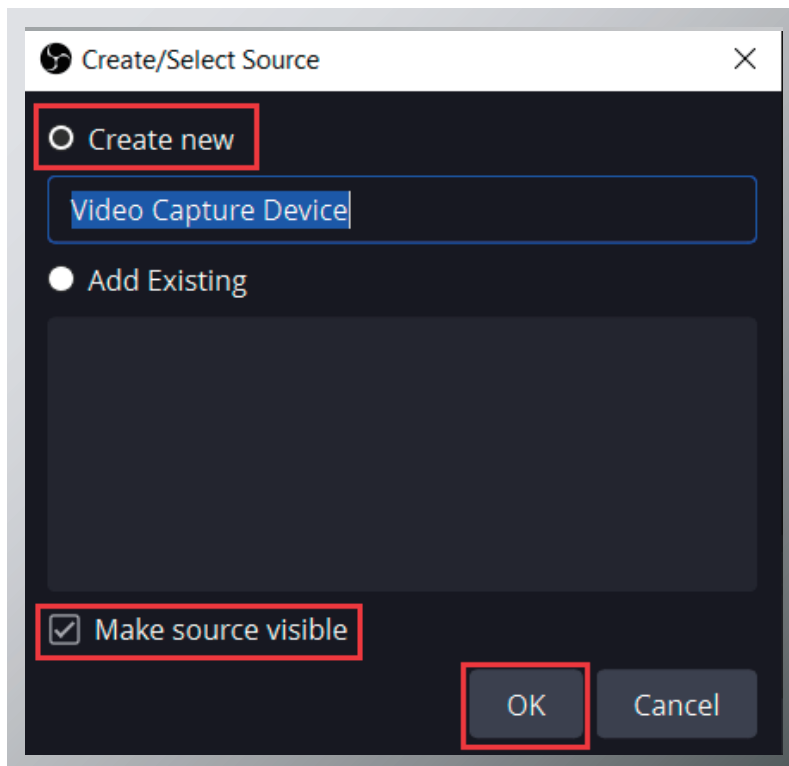 Create/Select Source
Create new
Video Capture Device
Add Existing
Make source visible
OK Cancel